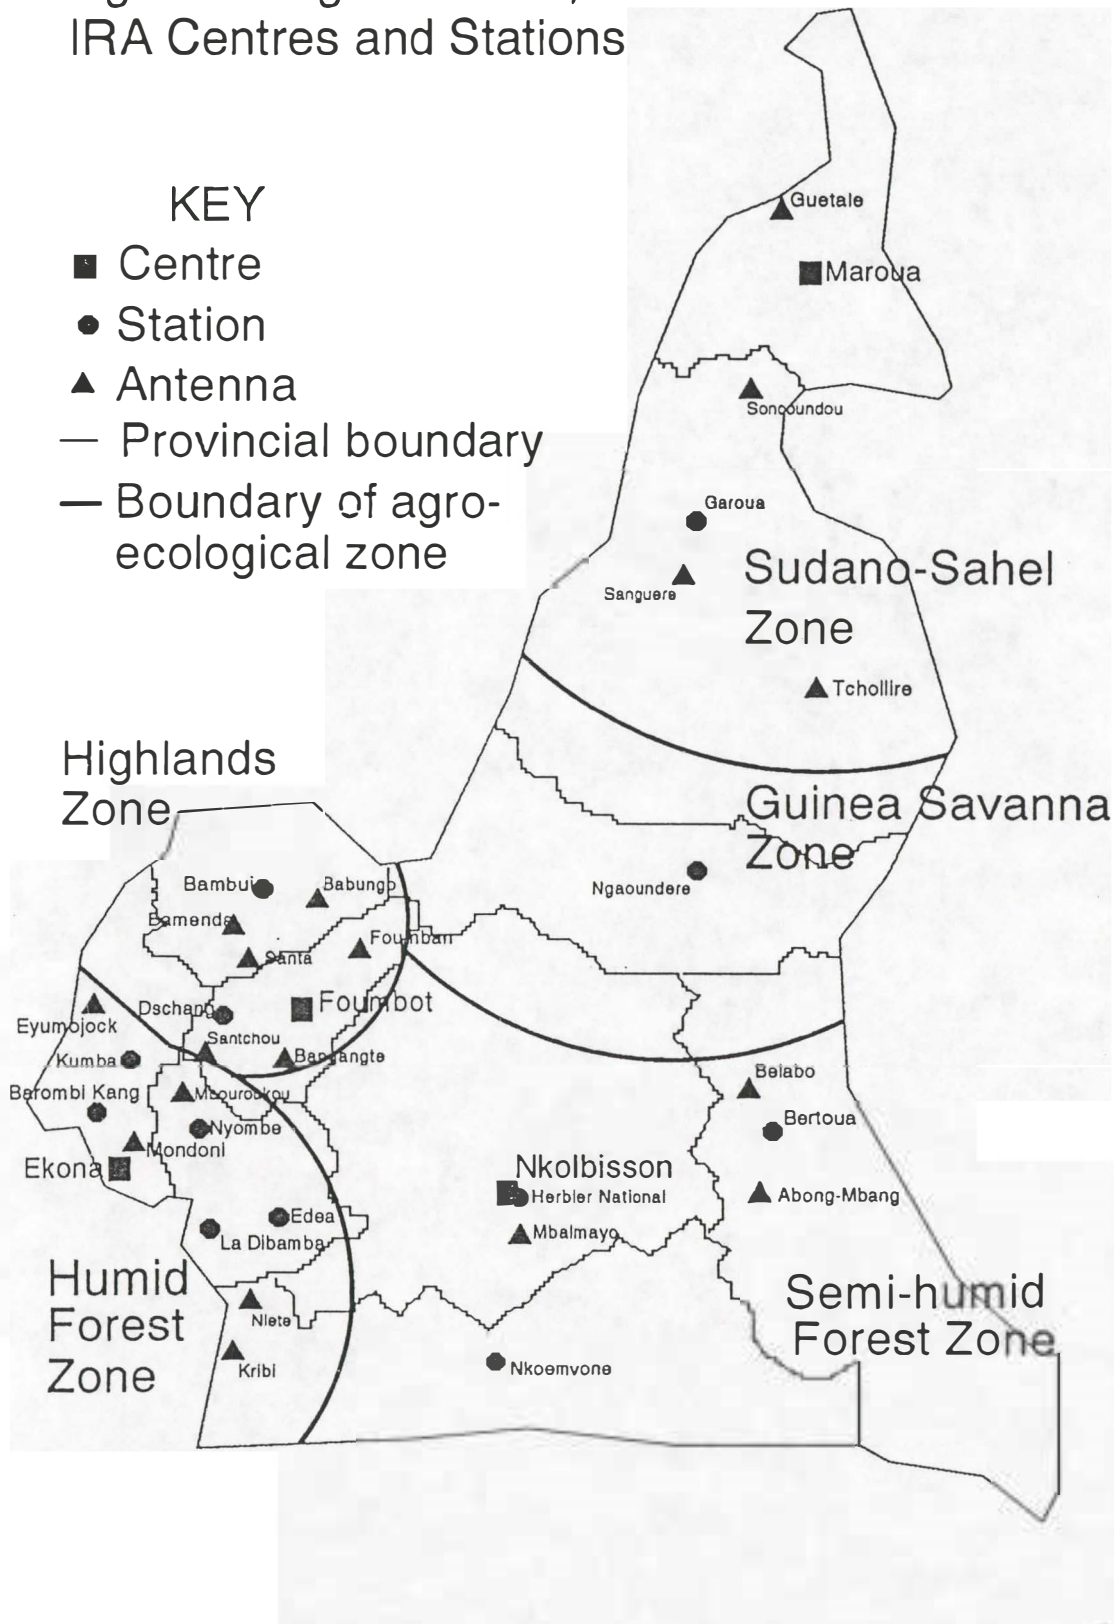 IRA Centres and Stations
KEY
Centre
Station
Antenna
Provincial boundary
Boundary of agro-
ecological zone
Guetale
Maroua
Soncoundou
Garoua
Sanguere
Sudano-Sahel
Zone
Tchollire
Highlands
Zone
Guinea Savanna
Zone
Ngaoundere
Bambui
Babungo
Bamenda
Santa
Foumban
Dschang
Foumbot
Eyumojock
Santchou
Bangangte
Kumba
Barombi Kang
Mbouroukou
Nyombe
Mondoni
Ekona
Belabo
Bertoua
Abong-Mbang
Nkolbisson
Herbier National
Mbalmayo
Edea
La Dibamba
Humid
Forest
Zone
Niete
Kribi
Nkoemvone
Semi-humid
Forest Zone